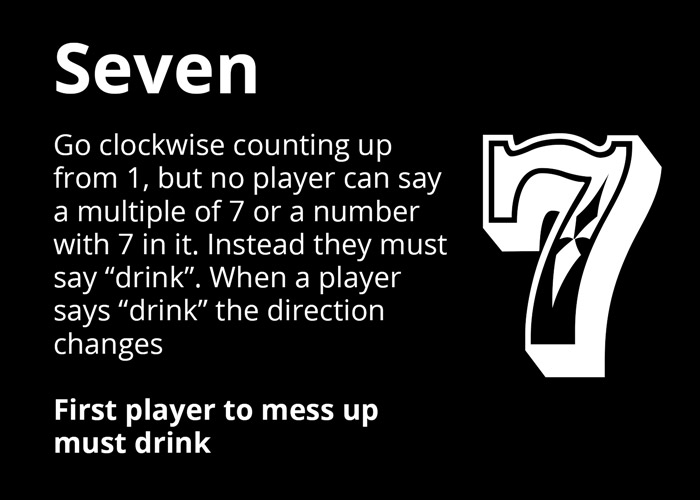 Seven
Go clockwise counting up
from 1, but no player can say
a multiple of 7 or a number
with 7 in it. Instead they must
say “drink”. When a player
says “drink” the direction
changes
7
First player to mess up
must drink